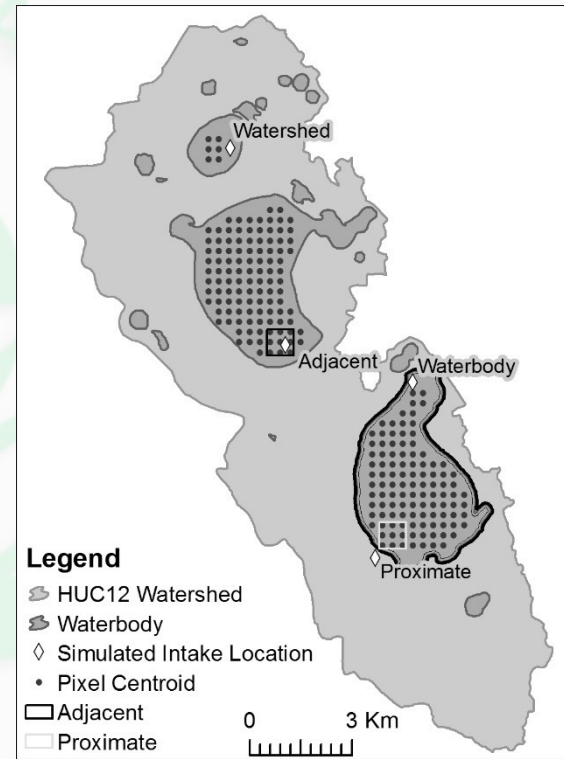 Watershed
Adjacent
Waterbody
Proximate
Legend
HUC12 Watershed
Waterbody
Simulated Intake Location
Pixel Centroid
Adjacent
Proximate
0 3 Km